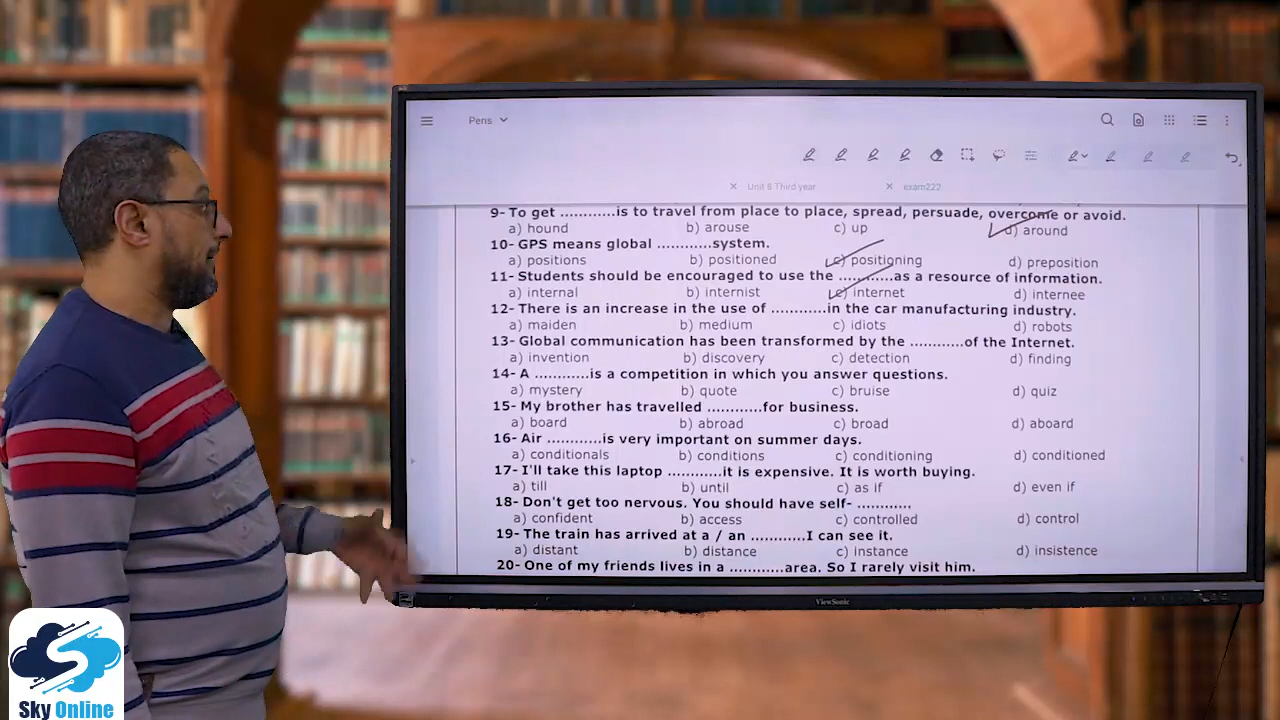 Pens
Unit 6 Third year
exam222
9- To get ............is to travel from place to place, spread, persuade, overcome or avoid.
a) hound b) arouse c) up d) around
10- GPS means global ............system.
a) positions b) positioned c) positioning d) preposition
11- Students should be encouraged to use the ............as a resource of information.
a) internal b) internist c) internet d) internee
12- There is an increase in the use of ............in the car manufacturing industry.
a) maiden b) medium c) idiots d) robots
13- Global communication has been transformed by the ............of the Internet.
a) invention b) discovery c) detection d) finding
14- A ............is a competition in which you answer questions.
a) mystery b) quote c) bruise d) quiz
15- My brother has travelled ............for business.
a) board b) abroad c) broad d) aboard
16- Air ............is very important on summer days.
a) conditionals b) conditions c) conditioning d) conditioned
17- I'll take this laptop ............it is expensive. It is worth buying.
a) till b) until c) as if d) even if
18- Don't get too nervous. You should have self- ............
a) confident b) access c) controlled d) control
19- The train has arrived at a / an ............I can see it.
a) distant b) distance c) instance d) insistence
20- One of my friends lives in a ............area. So I rarely visit him.
ViewSonic
Sky Online